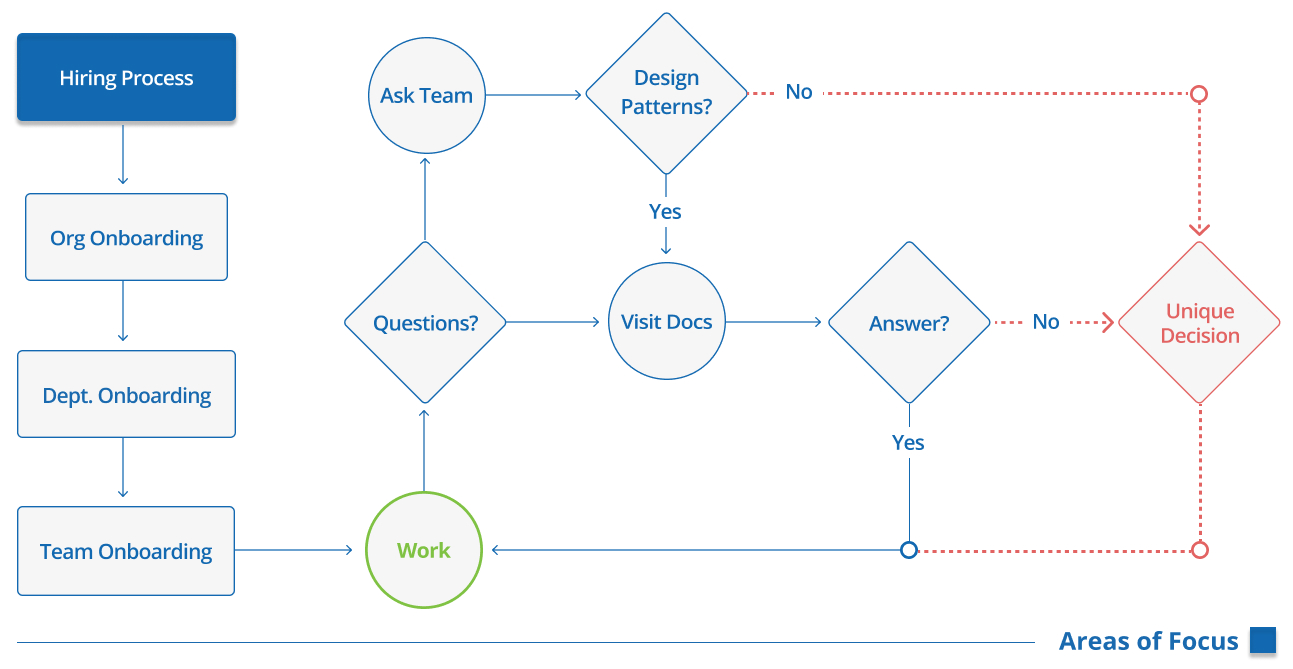 Hiring Process
Org Onboarding
Dept. Onboarding
Team Onboarding
Ask Team
Design
Patterns?
No
Yes
Questions?
Visit Docs
Answer?
No
Unique
Decision
Yes
Work
Areas of Focus